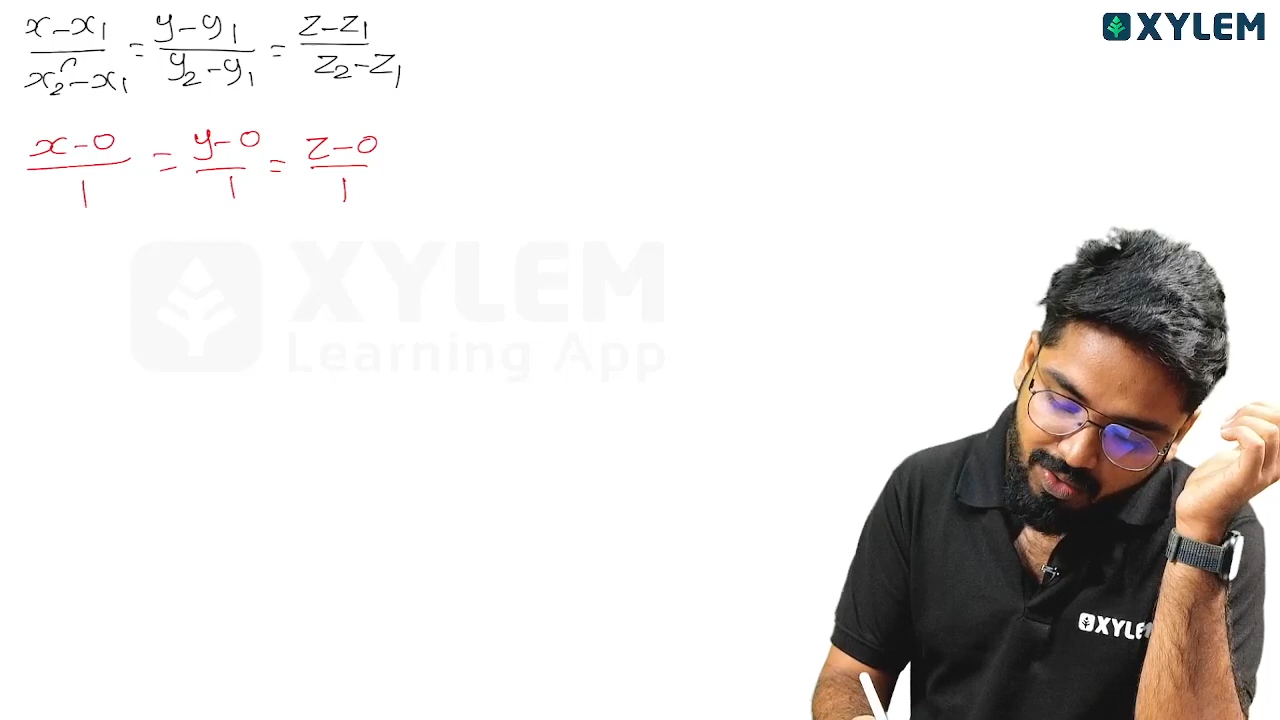 XYLEM
x-x₁/x₂-x₁ = y-y₁/y₂-y₁ = z-z₁/z₂-z₁
x-0/1 = y-0/1 = z-0/1
XYLEM
Learning App
XYLEM